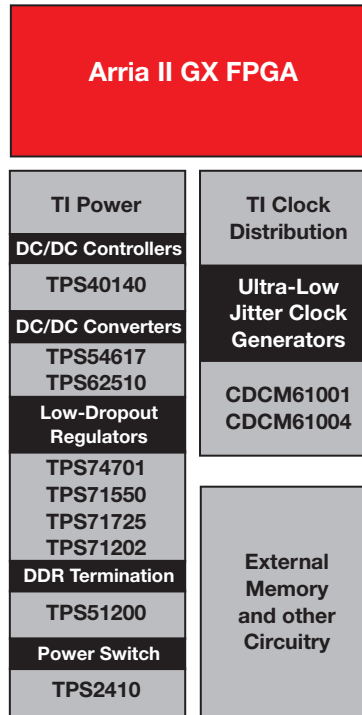 Arria II GX FPGA
TI Power
DC/DC Controllers
TPS40140
DC/DC Converters
TPS54617
TPS62510
Low-Dropout
Regulators
TPS74701
TPS71550
TPS71725
TPS71202
DDR Termination
TPS51200
Power Switch
TPS2410
TI Clock
Distribution
Ultra-Low
Jitter Clock
Generators
CDCM61001
CDCM61004
External
Memory
and other
Circuitry